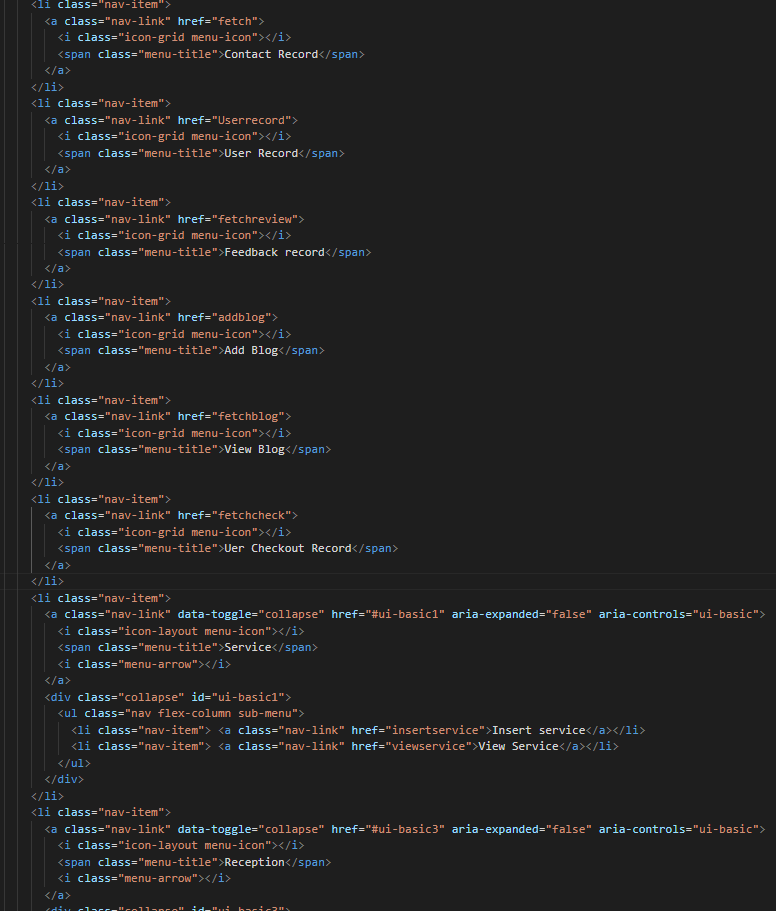 <li class="nav-item">
<a class="nav-link" href="fetch">
<i class="icon-grid menu-icon"></i>
<span class="menu-title">Contact Record</span>
</a>
</li>
<li class="nav-item">
<a class="nav-link" href="Userrecord">
<i class="icon-grid menu-icon"></i>
<span class="menu-title">User Record</span>
</a>
</li>
<li class="nav-item">
<a class="nav-link" href="fetchreview">
<i class="icon-grid menu-icon"></i>
<span class="menu-title">Feedback record</span>
</a>
</li>
<li class="nav-item">
<a class="nav-link" href="addblog">
<i class="icon-grid menu-icon"></i>
<span class="menu-title">Add Blog</span>
</a>
</li>
<li class="nav-item">
<a class="nav-link" href="fetchblog">
<i class="icon-grid menu-icon"></i>
<span class="menu-title">View Blog</span>
</a>
</li>
<li class="nav-item">
<a class="nav-link" href="fetchcheck">
<i class="icon-grid menu-icon"></i>
<span class="menu-title">Uer Checkout Record</span>
</a>
</li>
<li class="nav-item">
<a class="nav-link" data-toggle="collapse" href="#ui-basic1" aria-expanded="false" aria-controls="ui-basic">
<i class="icon-layout menu-icon"></i>
<span class="menu-title">Service</span>
<i class="menu-arrow"></i>
</a>
<div class="collapse" id="ui-basic1">
<ul class="nav flex-column sub-menu">
<li class="nav-item"> <a class="nav-link" href="insertservice">Insert service</a></li>
<li class="nav-item"> <a class="nav-link" href="viewservice">View Service</a></li>
</ul>
</div>
</li>
<li class="nav-item">
<a class="nav-link" data-toggle="collapse" href="#ui-basic3" aria-expanded="false" aria-controls="ui-basic">
<i class="icon-layout menu-icon"></i>
<span class="menu-title">Reception</span>
<i class="menu-arrow"></i>
</a>
<div class="collapse" id="ui-basic3">